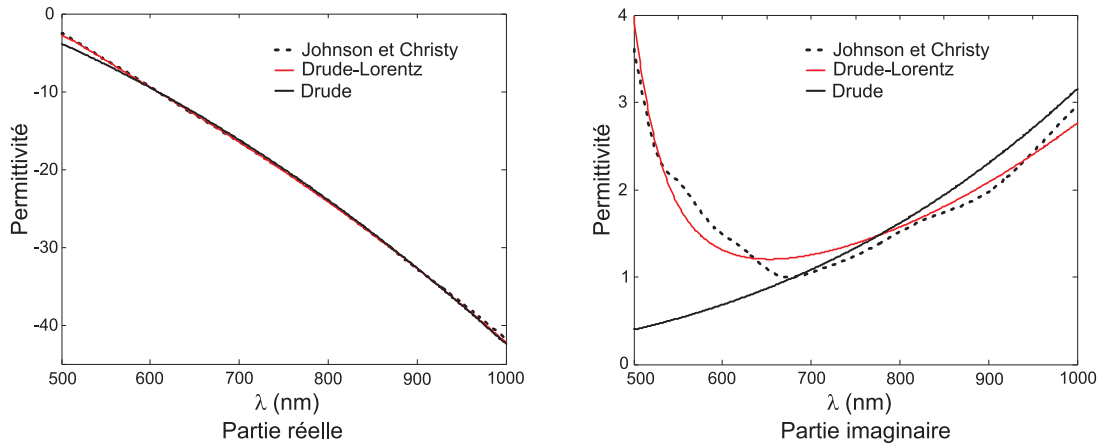 0
-10
-20
-30
-40
Permittivité
Johnson et Christy
Drude-Lorentz
Drude
500 600 700 800 900 1000
λ (nm)
Partie réelle
4
3
2
1
0
Permittivité
Johnson et Christy
Drude-Lorentz
Drude
500 600 700 800 900 1000
λ (nm)
Partie imaginaire